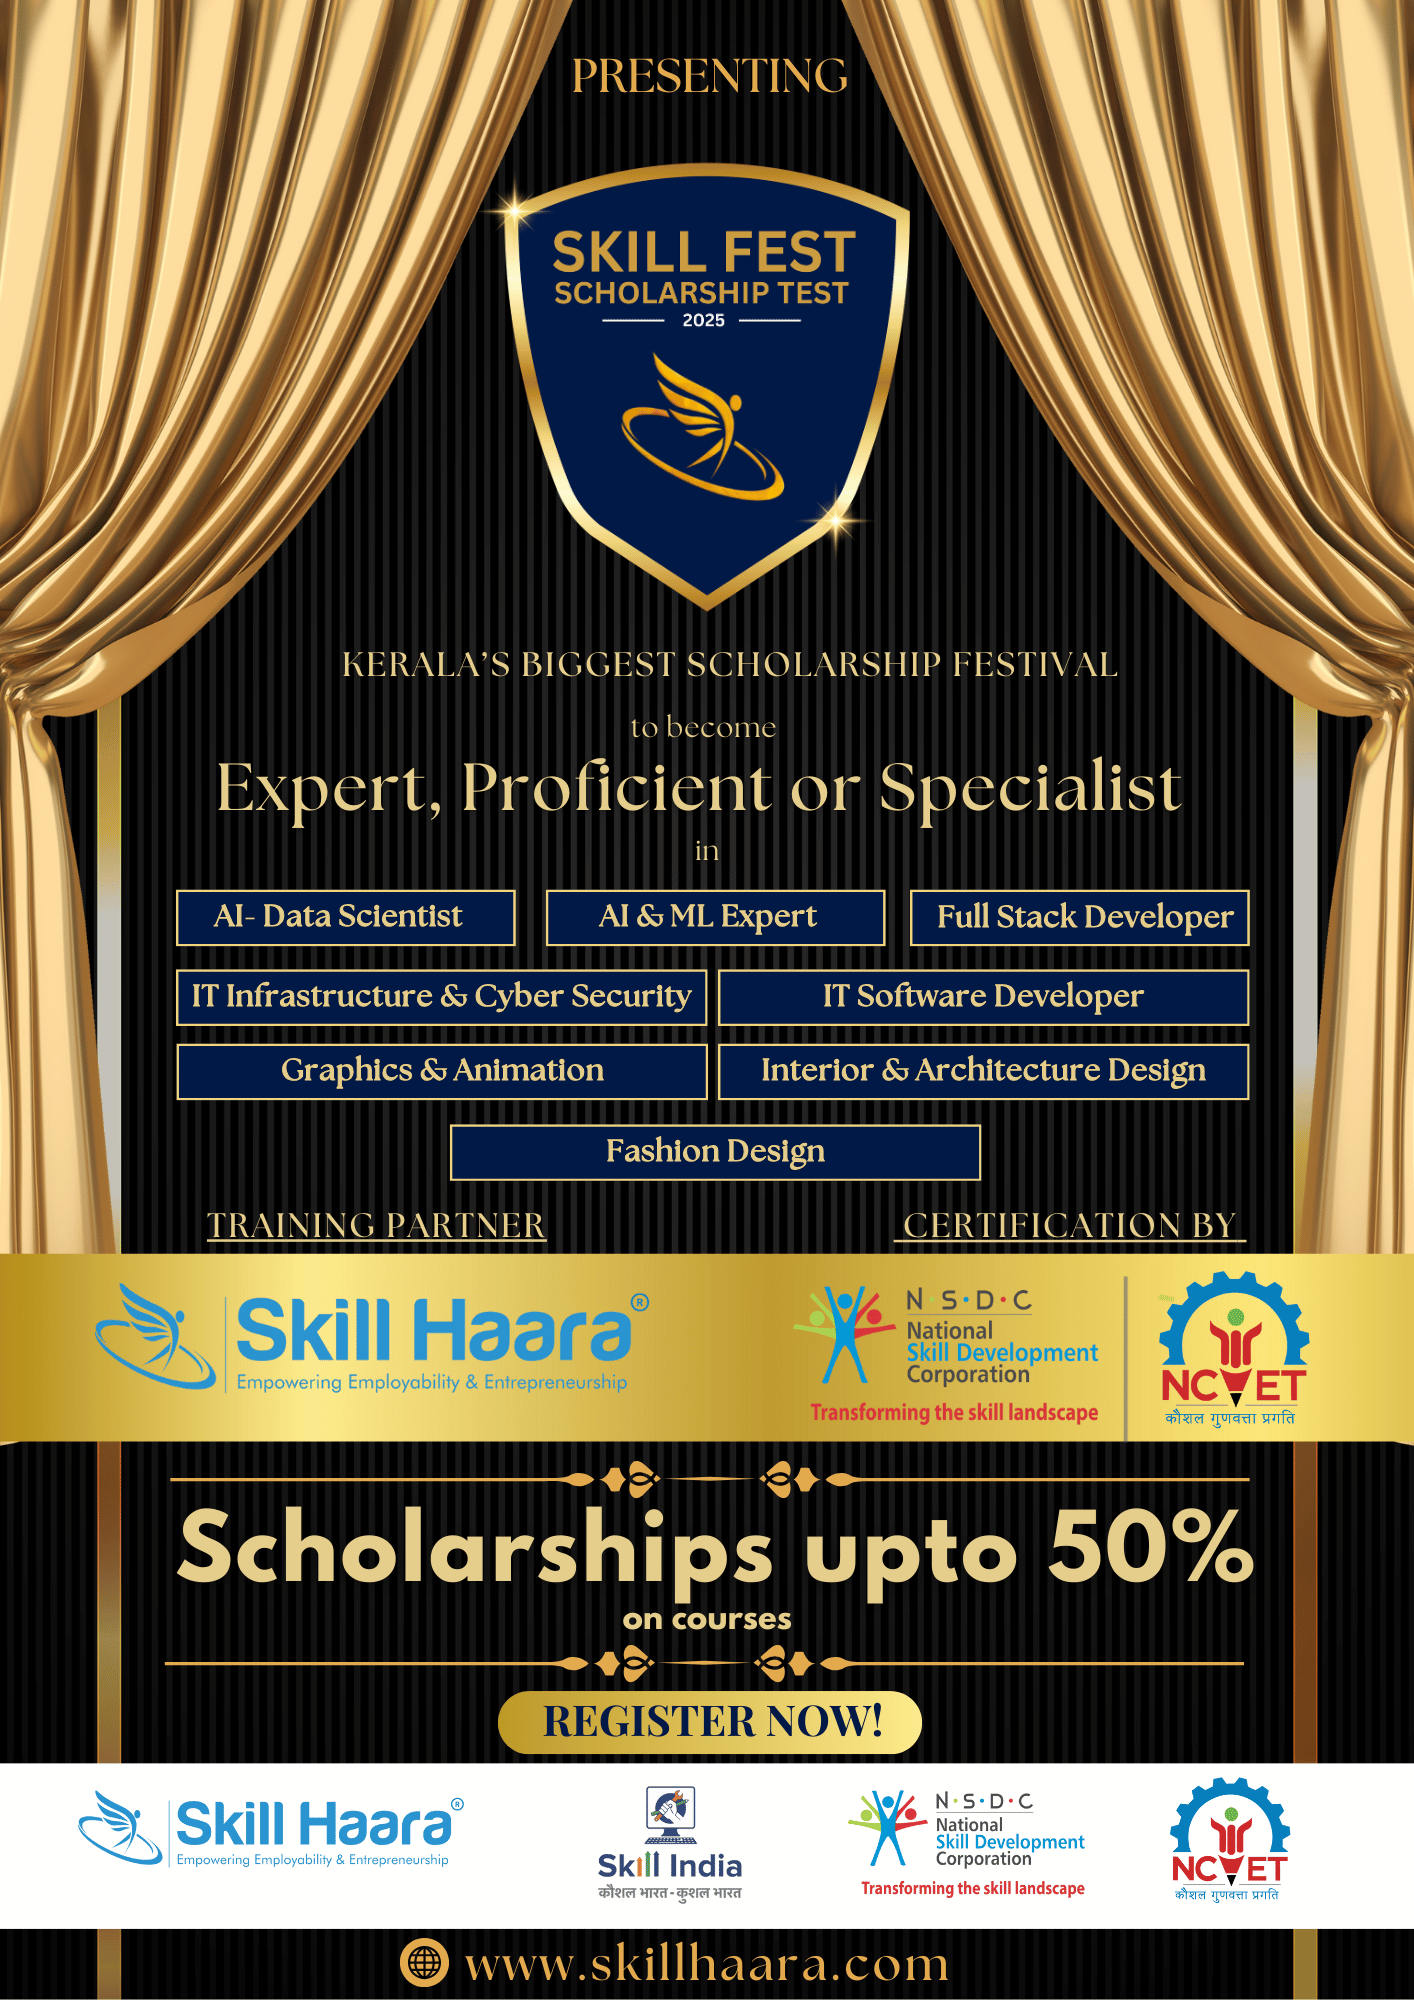 PRESENTING
SKILL FEST
SCHOLARSHIP TEST
2025
KERALA'S BIGGEST SCHOLARSHIP FESTIVAL
to become
Expert, Proficient or Specialist
in
AI- Data Scientist
AI & ML Expert
Full Stack Developer
IT Infrastructure & Cyber Security
IT Software Developer
Graphics & Animation
Interior & Architecture Design
Fashion Design
TRAINING PARTNER
CERTIFICATION BY
Skill Haara®
Empowering Employability & Entrepreneurship
N·S·D·C
National
Skill Development
Corporation
Transforming the skill landscape
NCVET
कौशल गुणवत्ता प्रगति
Scholarships upto 50%
on courses
REGISTER NOW!
Skill Haara®
Empowering Employability & Entrepreneurship
Skill India
कौशल भारत - कुशल भारत
N·S·D·C
National
Skill Development
Corporation
Transforming the skill landscape
NCVET
कौशल गुणवत्ता प्रगति
www.skillhaara.com